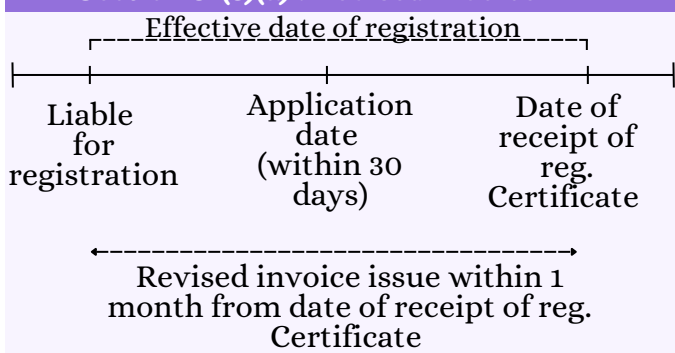 Effective date of registration
Liable
for
registration
Application
date
(within 30
days)
Date of
receipt of
reg.
Certificate
Revised invoice issue within 1
month from date of receipt of reg.
Certificate